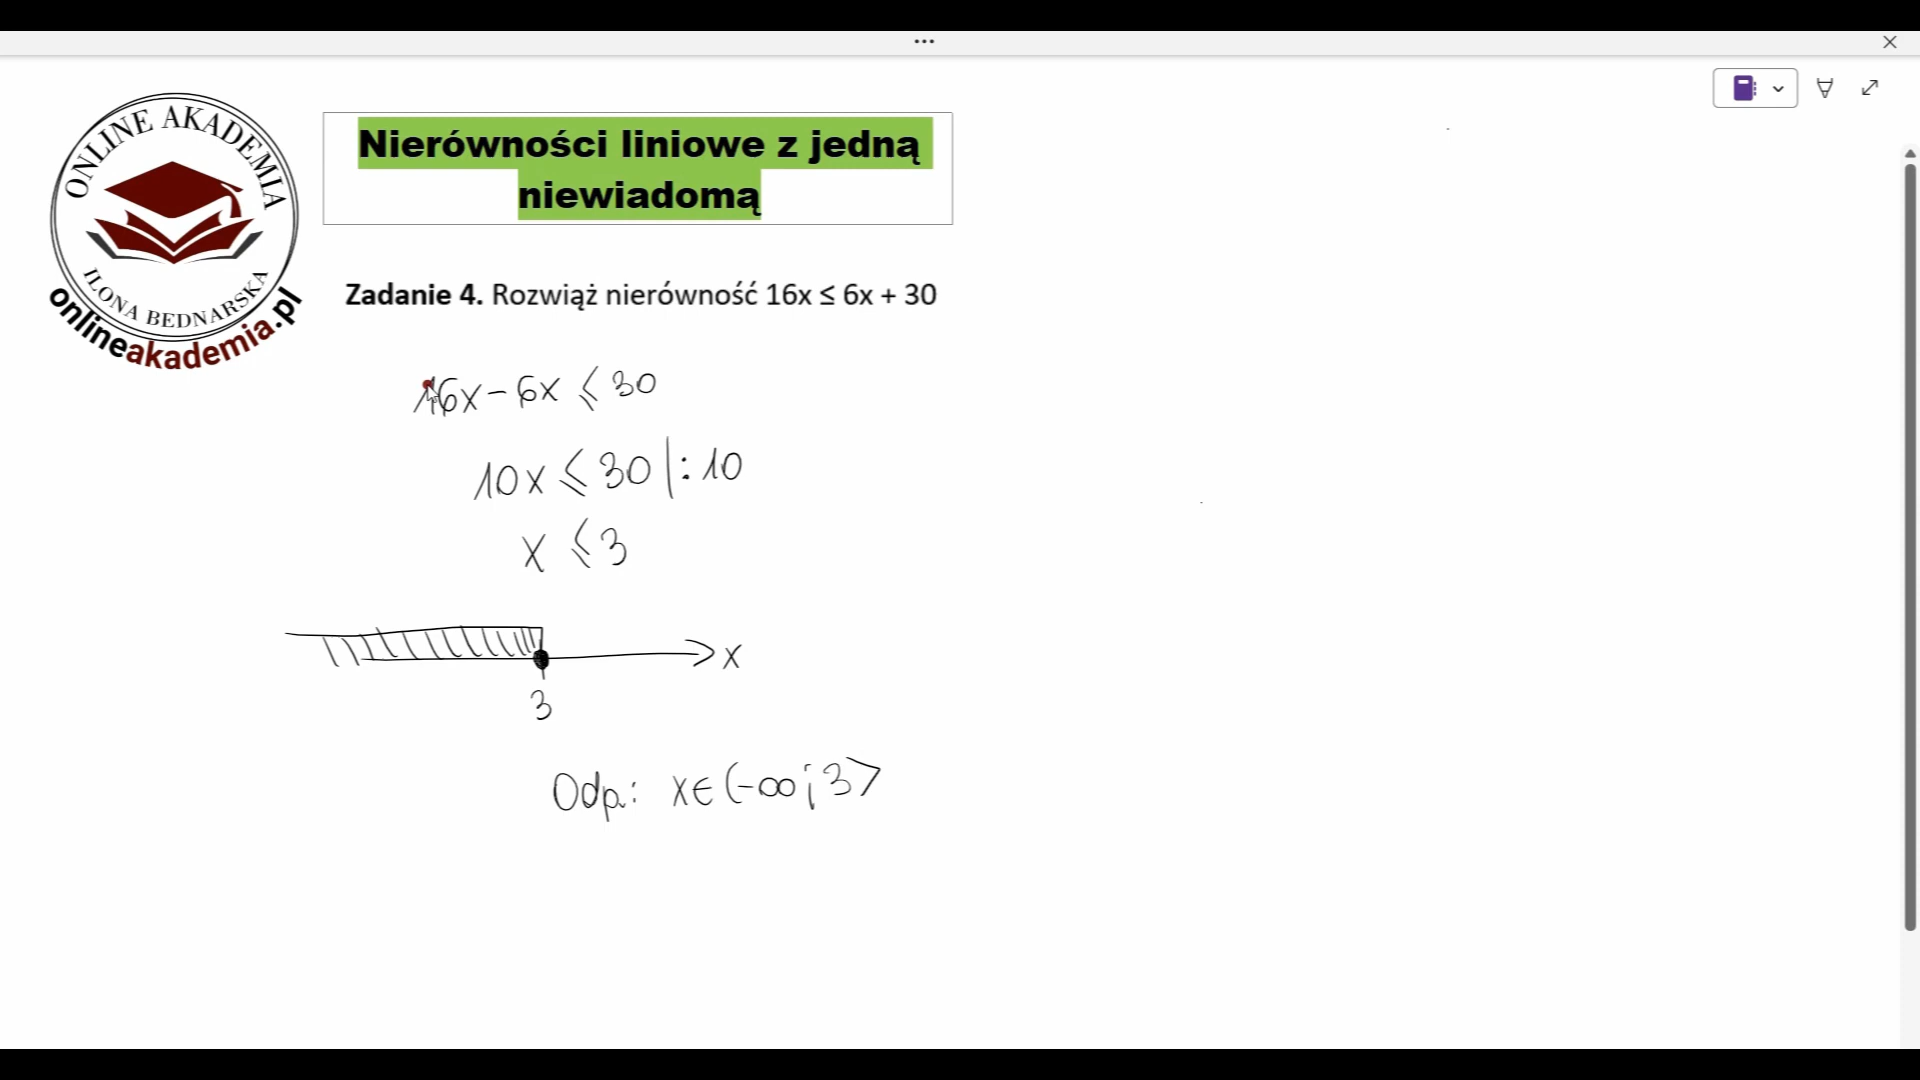 ONLINE AKADEMIA
ILONA BEDNARSKA
onlineakademia.pl
Nierówności liniowe z jedną
niewiadomą
Zadanie 4. Rozwiąż nierówność 16x ≤ 6x + 30
16x - 6x ≤ 30
10x ≤ 30 |: 10
x ≤ 3
x
3
Odp.: x ∈ (-∞; 3>